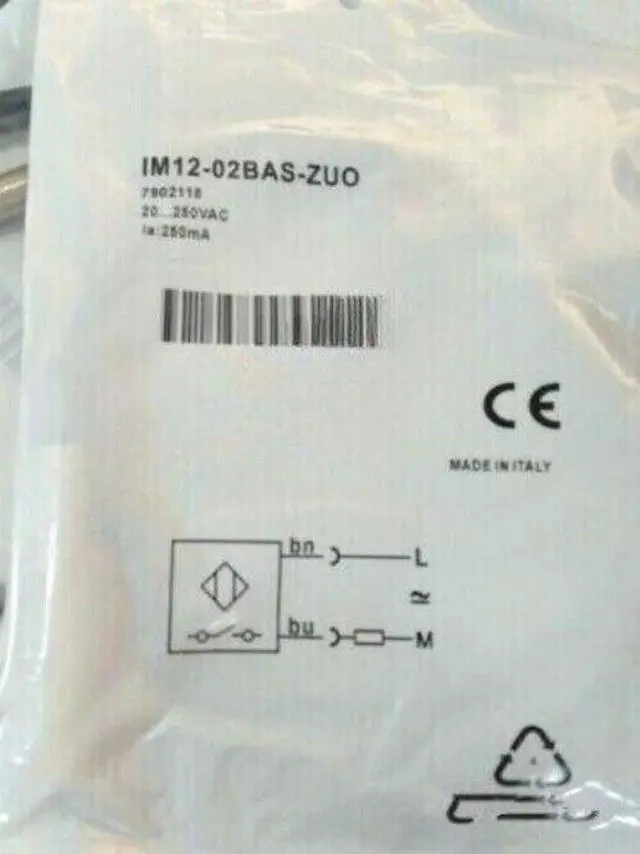 IM12-02BAS-ZUO
7902118
20...250VAC
Ia:250mA
CE
MADE IN ITALY
bn L
≃
bu M